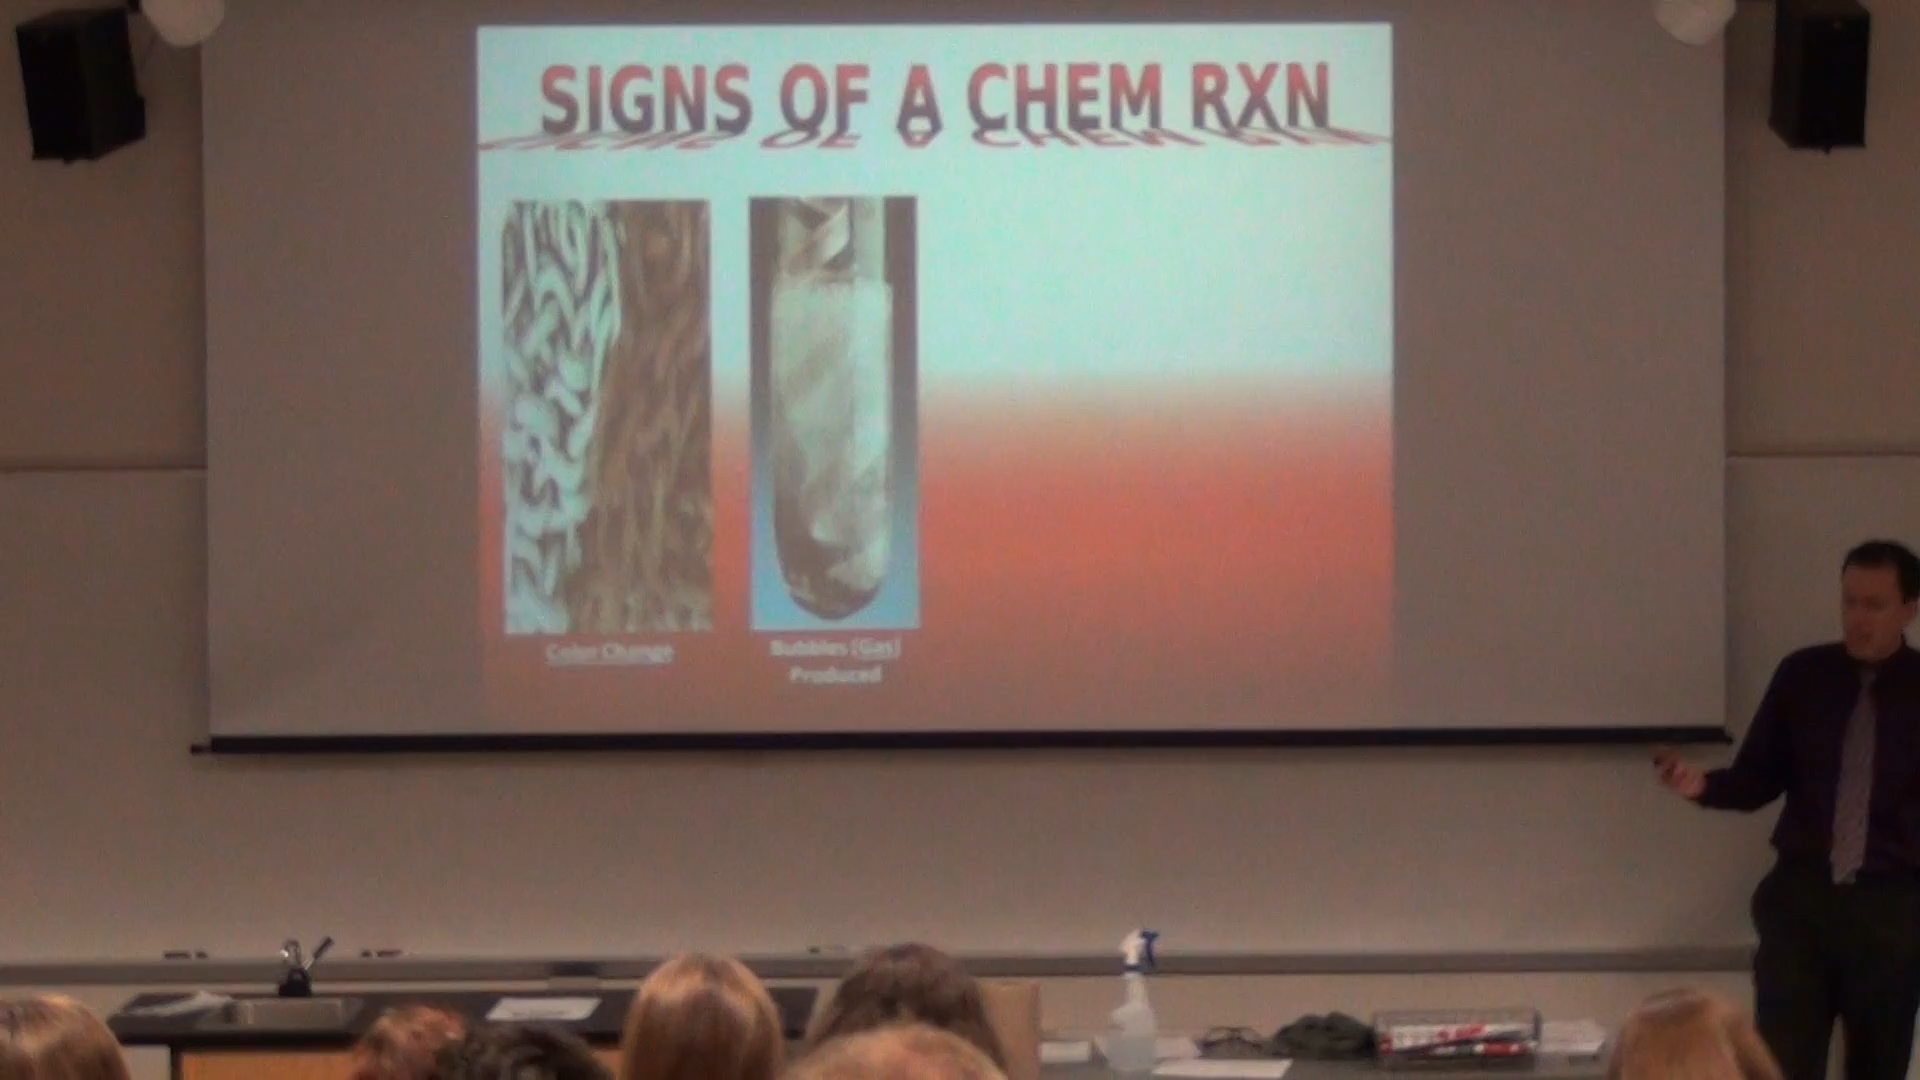 SIGNS OF A CHEM RXN
Color Change
Bubbles (Gas)
Produced